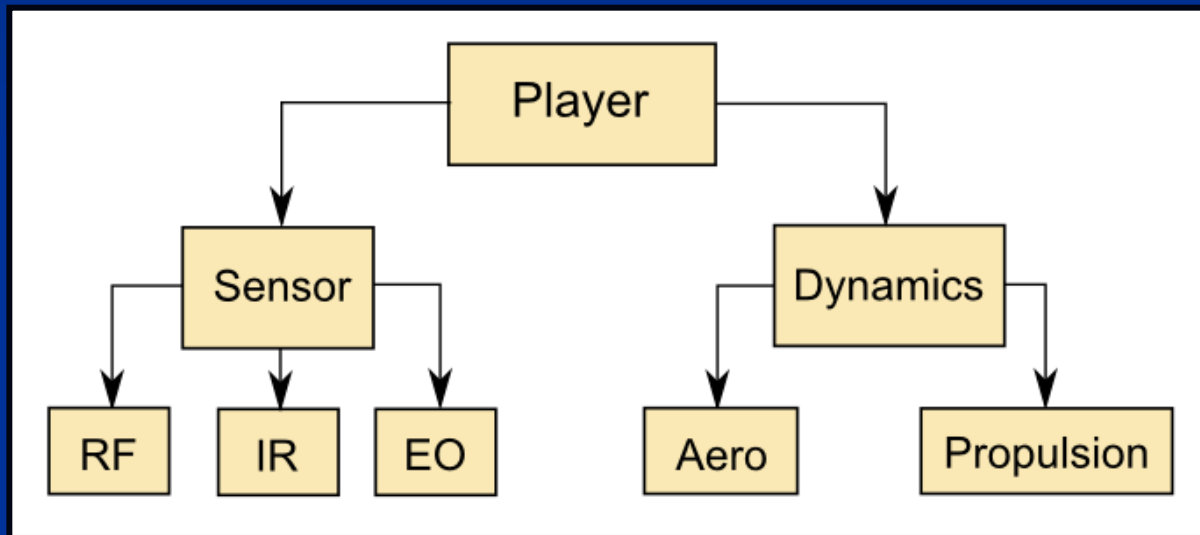 Player
Sensor
Dynamics
RF
IR
EO
Aero
Propulsion